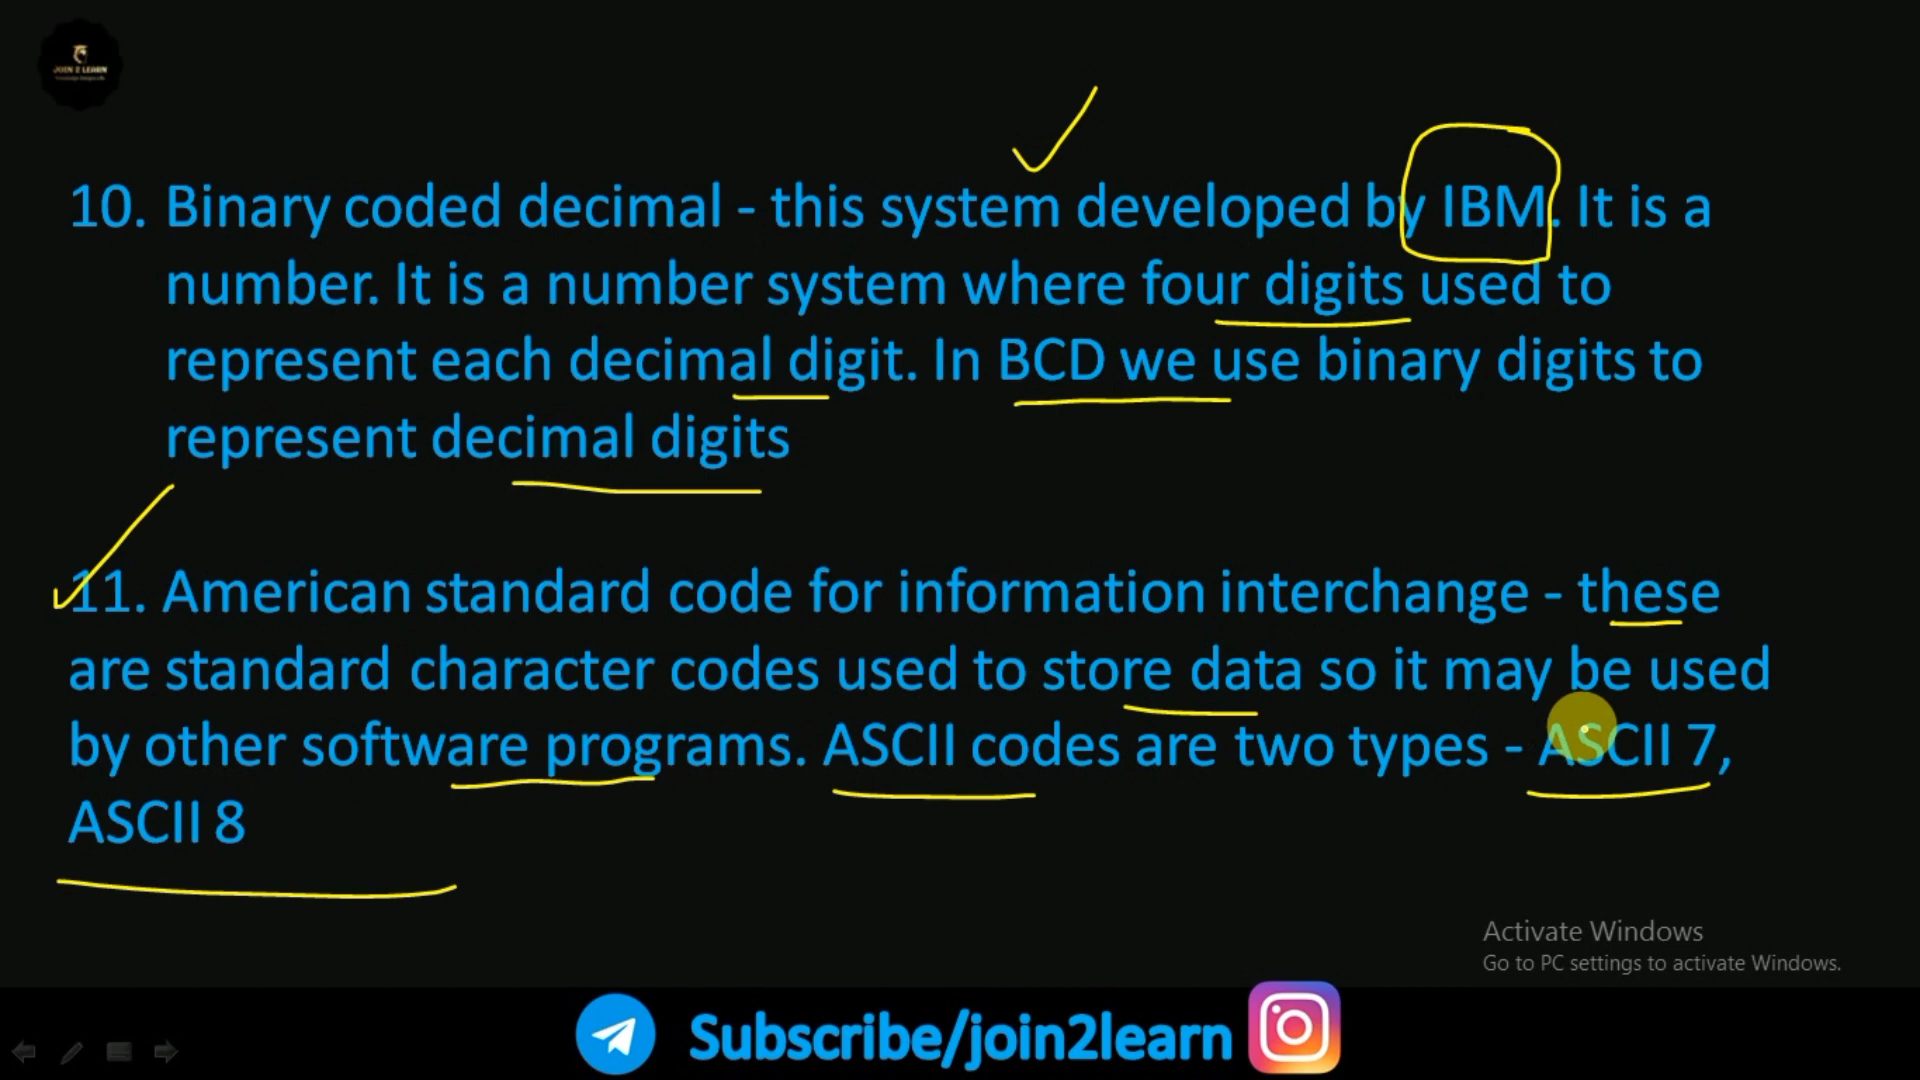 JOIN 2 LEARN
10. Binary coded decimal - this system developed by IBM. It is a
number. It is a number system where four digits used to
represent each decimal digit. In BCD we use binary digits to
represent decimal digits
11. American standard code for information interchange - these
are standard character codes used to store data so it may be used
by other software programs. ASCII codes are two types - ASCII 7,
ASCII 8
Activate Windows
Go to PC settings to activate Windows.
Subscribe/join2learn